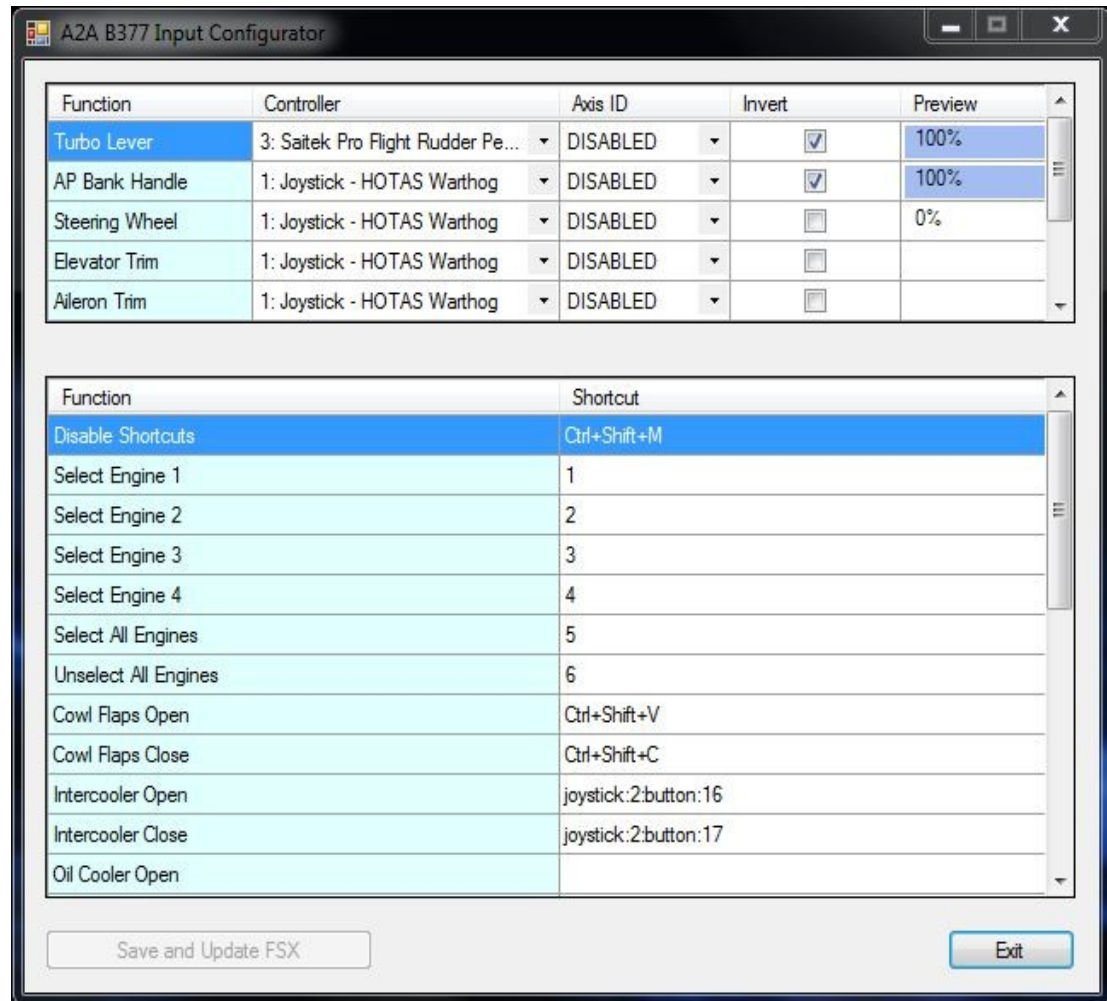 A2A B377 Input Configurator
Function Controller Axis ID Invert Preview
Turbo Lever 3: Saitek Pro Flight Rudder Pe... DISABLED 100%
AP Bank Handle 1: Joystick - HOTAS Warthog DISABLED 100%
Steering Wheel 1: Joystick - HOTAS Warthog DISABLED 0%
Elevator Trim 1: Joystick - HOTAS Warthog DISABLED
Aileron Trim 1: Joystick - HOTAS Warthog DISABLED
Function Shortcut
Disable Shortcuts Ctrl+Shift+M
Select Engine 1 1
Select Engine 2 2
Select Engine 3 3
Select Engine 4 4
Select All Engines 5
Unselect All Engines 6
Cowl Flaps Open Ctrl+Shift+V
Cowl Flaps Close Ctrl+Shift+C
Intercooler Open joystick:2:button:16
Intercooler Close joystick:2:button:17
Oil Cooler Open
Save and Update FSX Exit